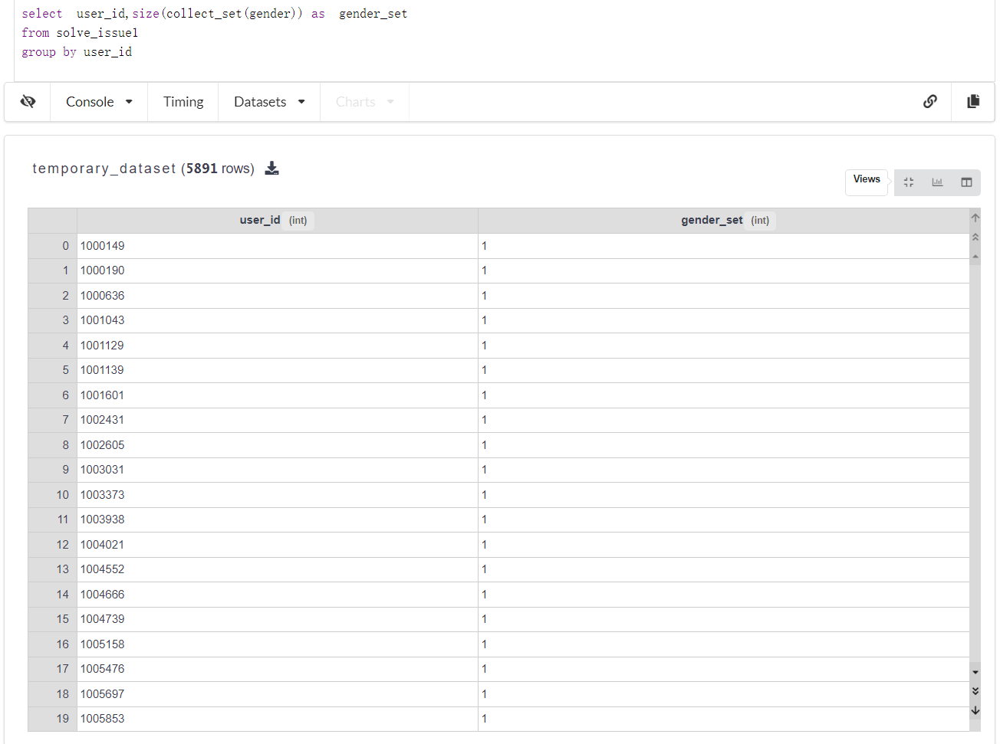 select user_id,size(collect_set(gender)) as gender_set
from solve_issue1
group by user_id
Console Timing Datasets Charts
temporary_dataset (5891 rows)
Views
user_id (int) gender_set (int)
0 1000149 1
1 1000190 1
2 1000636 1
3 1001043 1
4 1001129 1
5 1001139 1
6 1001601 1
7 1002431 1
8 1002605 1
9 1003031 1
10 1003373 1
11 1003938 1
12 1004021 1
13 1004552 1
14 1004666 1
15 1004739 1
16 1005158 1
17 1005476 1
18 1005697 1
19 1005853 1